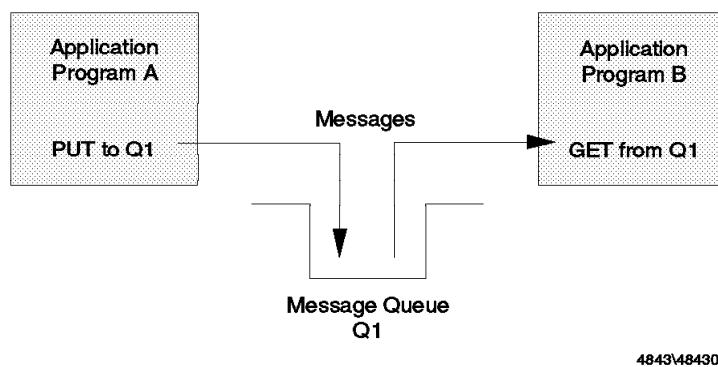 Application
Program A
PUT to Q1
Messages
Application
Program B
GET from Q1
Message Queue
Q1
4843\48430